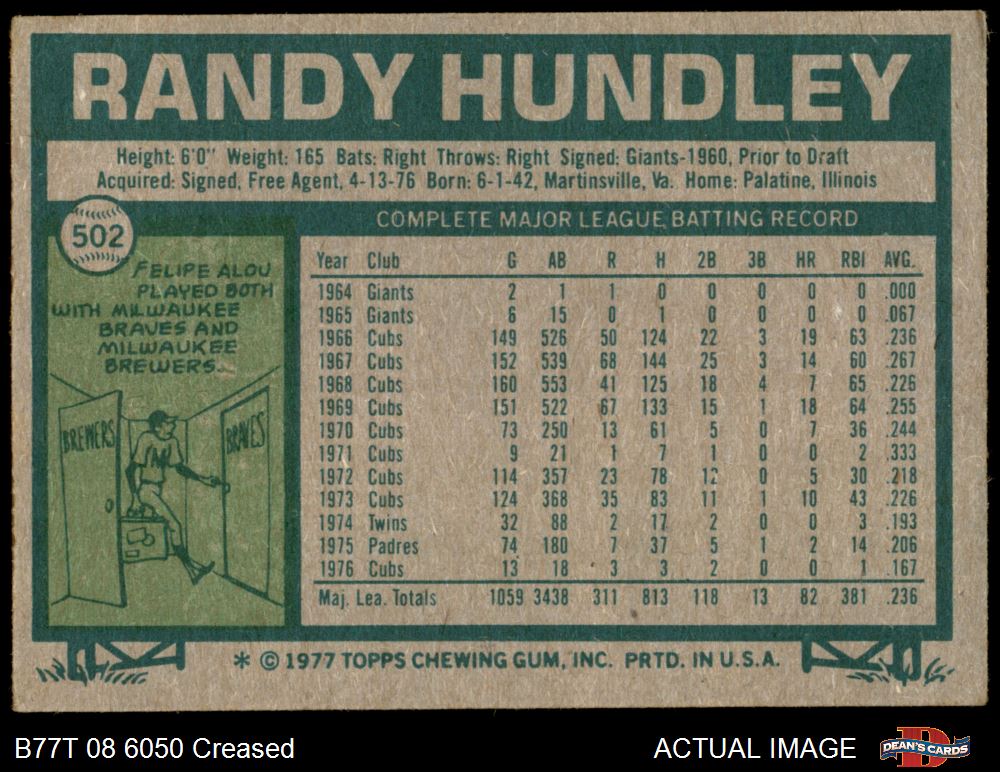 RANDY HUNDLEY
Height: 6'0" Weight: 165 Bats: Right Throws: Right Signed: Giants-1960, Prior to Draft
Acquired: Signed, Free Agent, 4-13-76 Born: 6-1-42, Martinsville, Va. Home: Palatine, Illinois
502
FELIPE ALOU
PLAYED BOTH
WITH MILWAUKEE
BRAVES AND
MILWAUKEE
BREWERS.
BREWERS
BRAVES
COMPLETE MAJOR LEAGUE BATTING RECORD
Year Club G AB R H 2B 3B HR RBI AVG.
1964 Giants 2 1 1 0 0 0 0 0 .000
1965 Giants 6 15 0 1 0 0 0 0 .067
1966 Cubs 149 526 50 124 22 3 19 63 .236
1967 Cubs 152 539 68 144 25 3 14 60 .267
1968 Cubs 160 553 41 125 18 4 7 65 .226
1969 Cubs 151 522 67 133 15 1 18 64 .255
1970 Cubs 73 250 13 61 5 0 7 36 .244
1971 Cubs 9 21 1 7 1 0 0 2 .333
1972 Cubs 114 357 23 78 12 0 5 30 .218
1973 Cubs 124 368 35 83 11 1 10 43 .226
1974 Twins 32 88 2 17 2 0 0 3 .193
1975 Padres 74 180 7 37 5 1 2 14 .206
1976 Cubs 13 18 3 3 2 0 0 1 .167
Maj. Lea. Totals 1059 3438 311 813 118 13 82 381 .236
* © 1977 TOPPS CHEWING GUM, INC. PRTD. IN U.S.A.
B77T 08 6050 Creased
ACTUAL IMAGE
DEAN'S CARDS